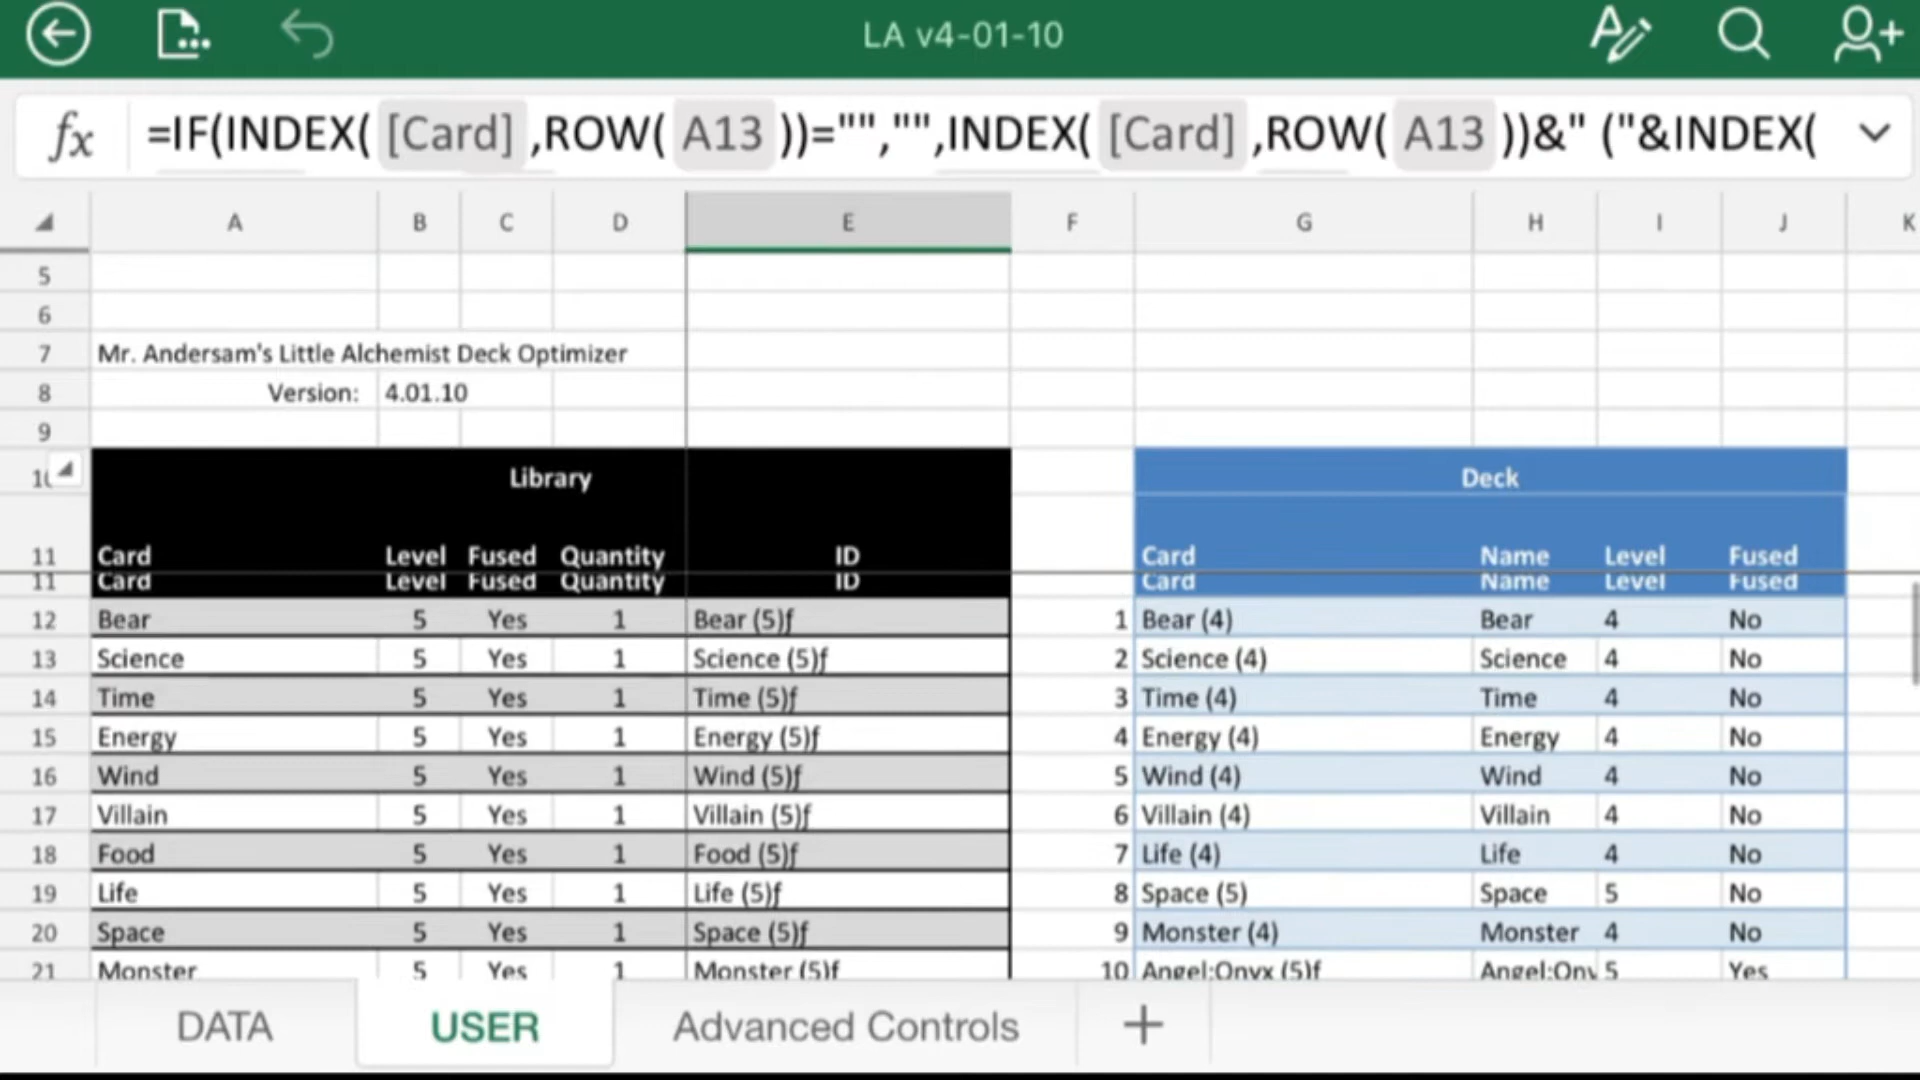 LA v4-01-10
fx =IF(INDEX( [Card] ,ROW( A13 ))="","",INDEX( [Card] ,ROW( A13 ))&" ("&INDEX(
A B C D E F G H I J K
5
6
7 Mr. Andersam's Little Alchemist Deck Optimizer
8 Version: 4.01.10
9
10 Library Deck
11 Card Level Fused Quantity ID Card Name Level Fused
11 Card Level Fused Quantity ID Card Name Level Fused
12 Bear 5 Yes 1 Bear (5)f 1 Bear (4) Bear 4 No
13 Science 5 Yes 1 Science (5)f 2 Science (4) Science 4 No
14 Time 5 Yes 1 Time (5)f 3 Time (4) Time 4 No
15 Energy 5 Yes 1 Energy (5)f 4 Energy (4) Energy 4 No
16 Wind 5 Yes 1 Wind (5)f 5 Wind (4) Wind 4 No
17 Villain 5 Yes 1 Villain (5)f 6 Villain (4) Villain 4 No
18 Food 5 Yes 1 Food (5)f 7 Life (4) Life 4 No
19 Life 5 Yes 1 Life (5)f 8 Space (5) Space 5 No
20 Space 5 Yes 1 Space (5)f 9 Monster (4) Monster 4 No
21 Monster 5 Yes 1 Monster (5)f 10 Angel:Onyx (5)f Angel:Ony 5 Yes
DATA USER Advanced Controls +